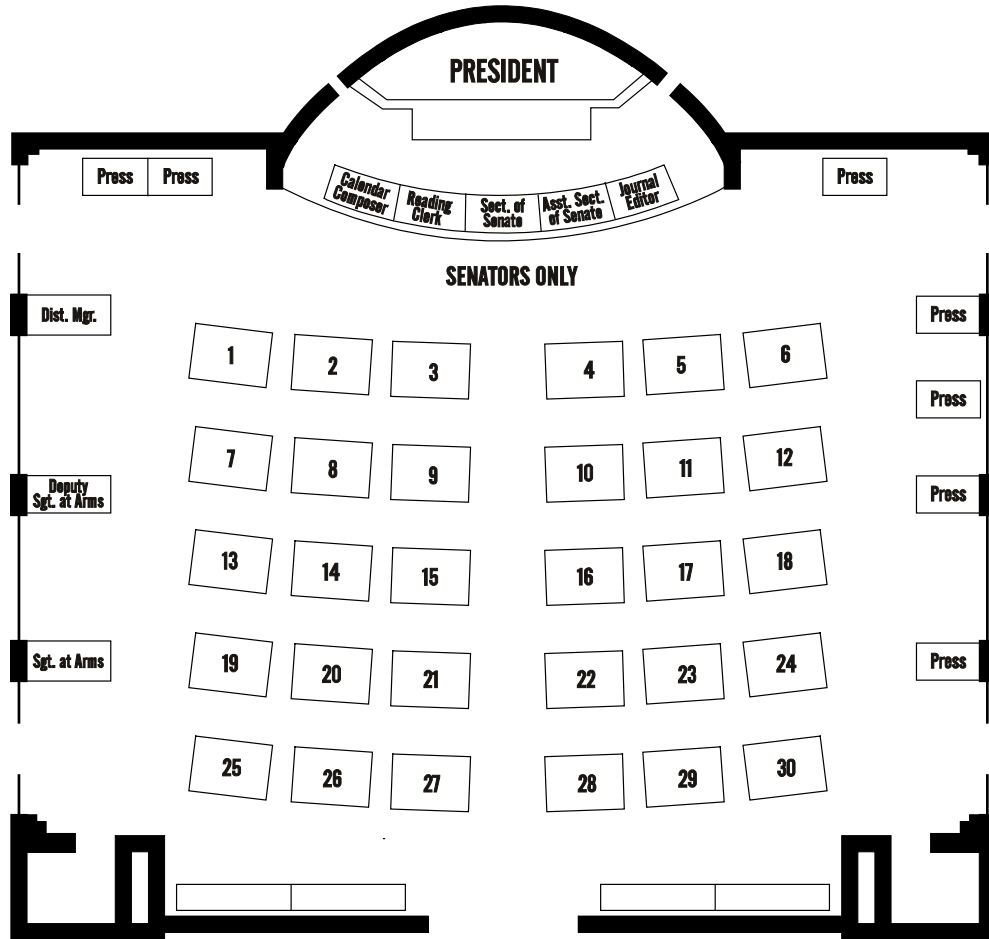 PRESIDENT
Press
Press
Press
Calendar
Composer
Reading
Clerk
Sect. of
Senate
Asst. Sect.
of Senate
Journal
Editor
SENATORS ONLY
Dist. Mgr.
Press
1
2
3
4
5
6
Press
7
8
9
10
11
12
Deputy
Sgt. at Arms
Press
13
14
15
16
17
18
Sgt. at Arms
19
20
21
22
23
24
Press
25
26
27
28
29
30